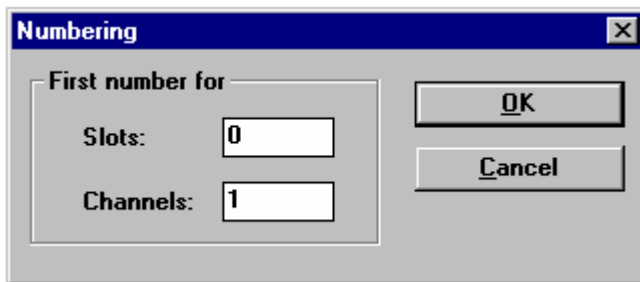 Numbering
First number for
Slots: 0
Channels: 1
OK
Cancel